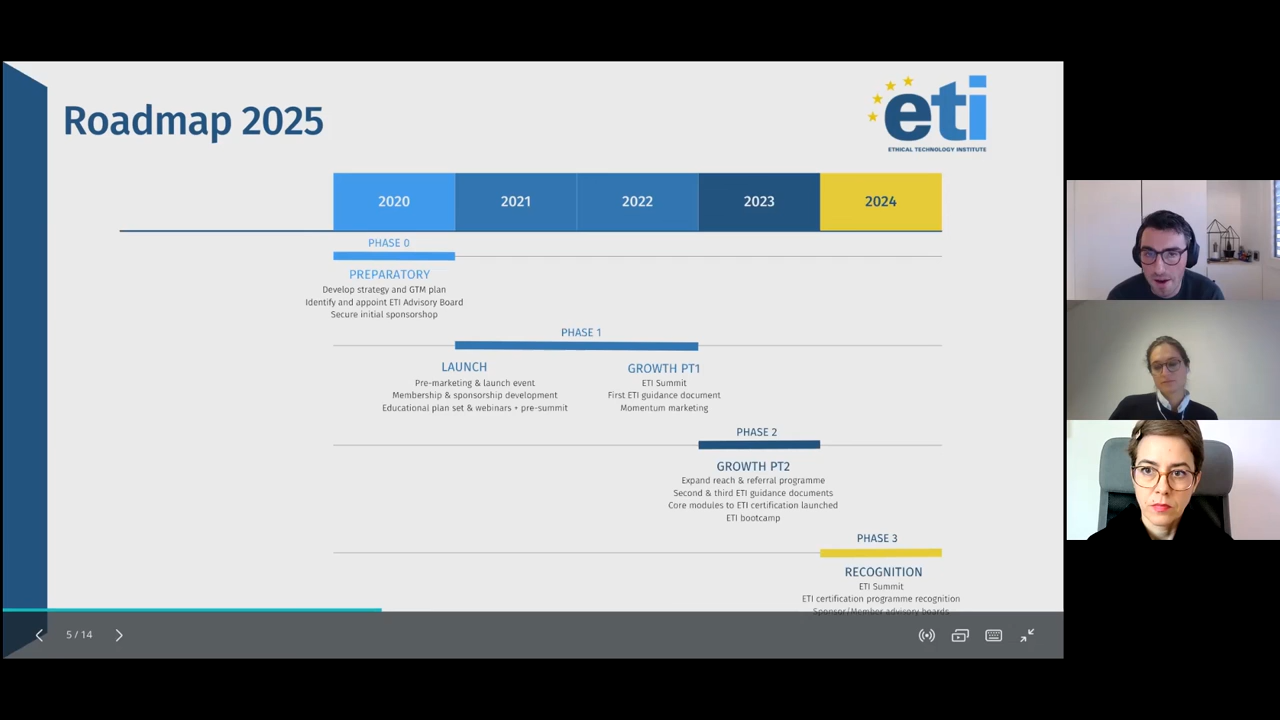 Roadmap 2025
eti
ETHICAL TECHNOLOGY INSTITUTE
2020
2021
2022
2023
2024
PHASE 0
PREPARATORY
Develop strategy and GTM plan
Identify and appoint ETI Advisory Board
Secure initial sponsorshop
PHASE 1
LAUNCH
Pre-marketing & launch event
Membership & sponsorship development
Educational plan set & webinars + pre-summit
GROWTH PT1
ETI Summit
First ETI guidance document
Momentum marketing
PHASE 2
GROWTH PT2
Expand reach & referral programme
Second & third ETI guidance documents
Core modules to ETI certification launched
ETI bootcamp
PHASE 3
RECOGNITION
ETI Summit
ETI certification programme recognition
Sponsor/Member advisory boards
5 / 14